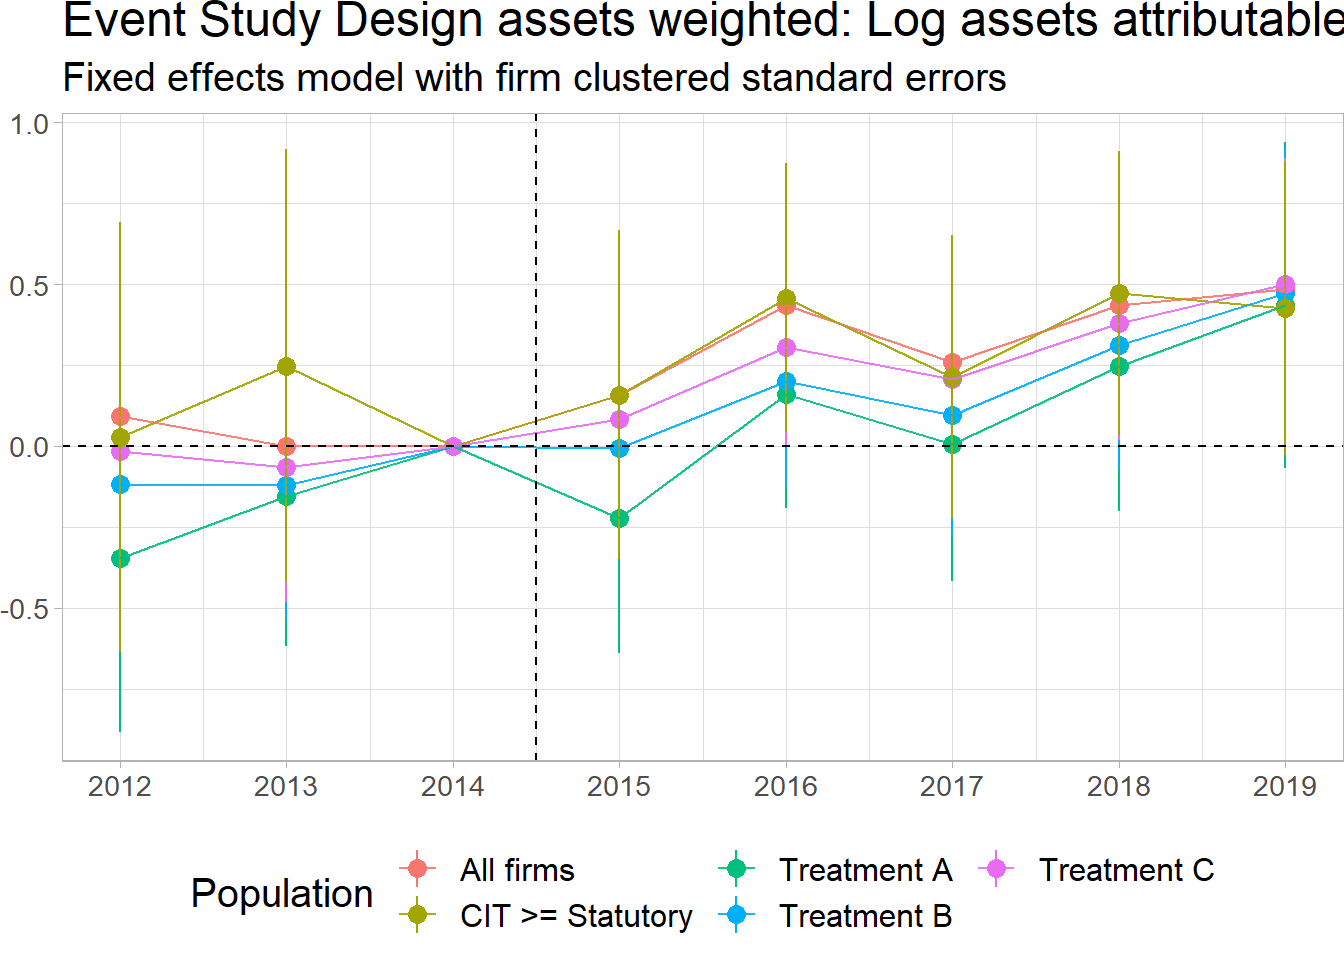 Event Study Design assets weighted: Log assets attributable
Fixed effects model with firm clustered standard errors
1.0
0.5
0.0
-0.5
2012 2013 2014 2015 2016 2017 2018 2019
Population
All firms
CIT >= Statutory
Treatment A
Treatment B
Treatment C